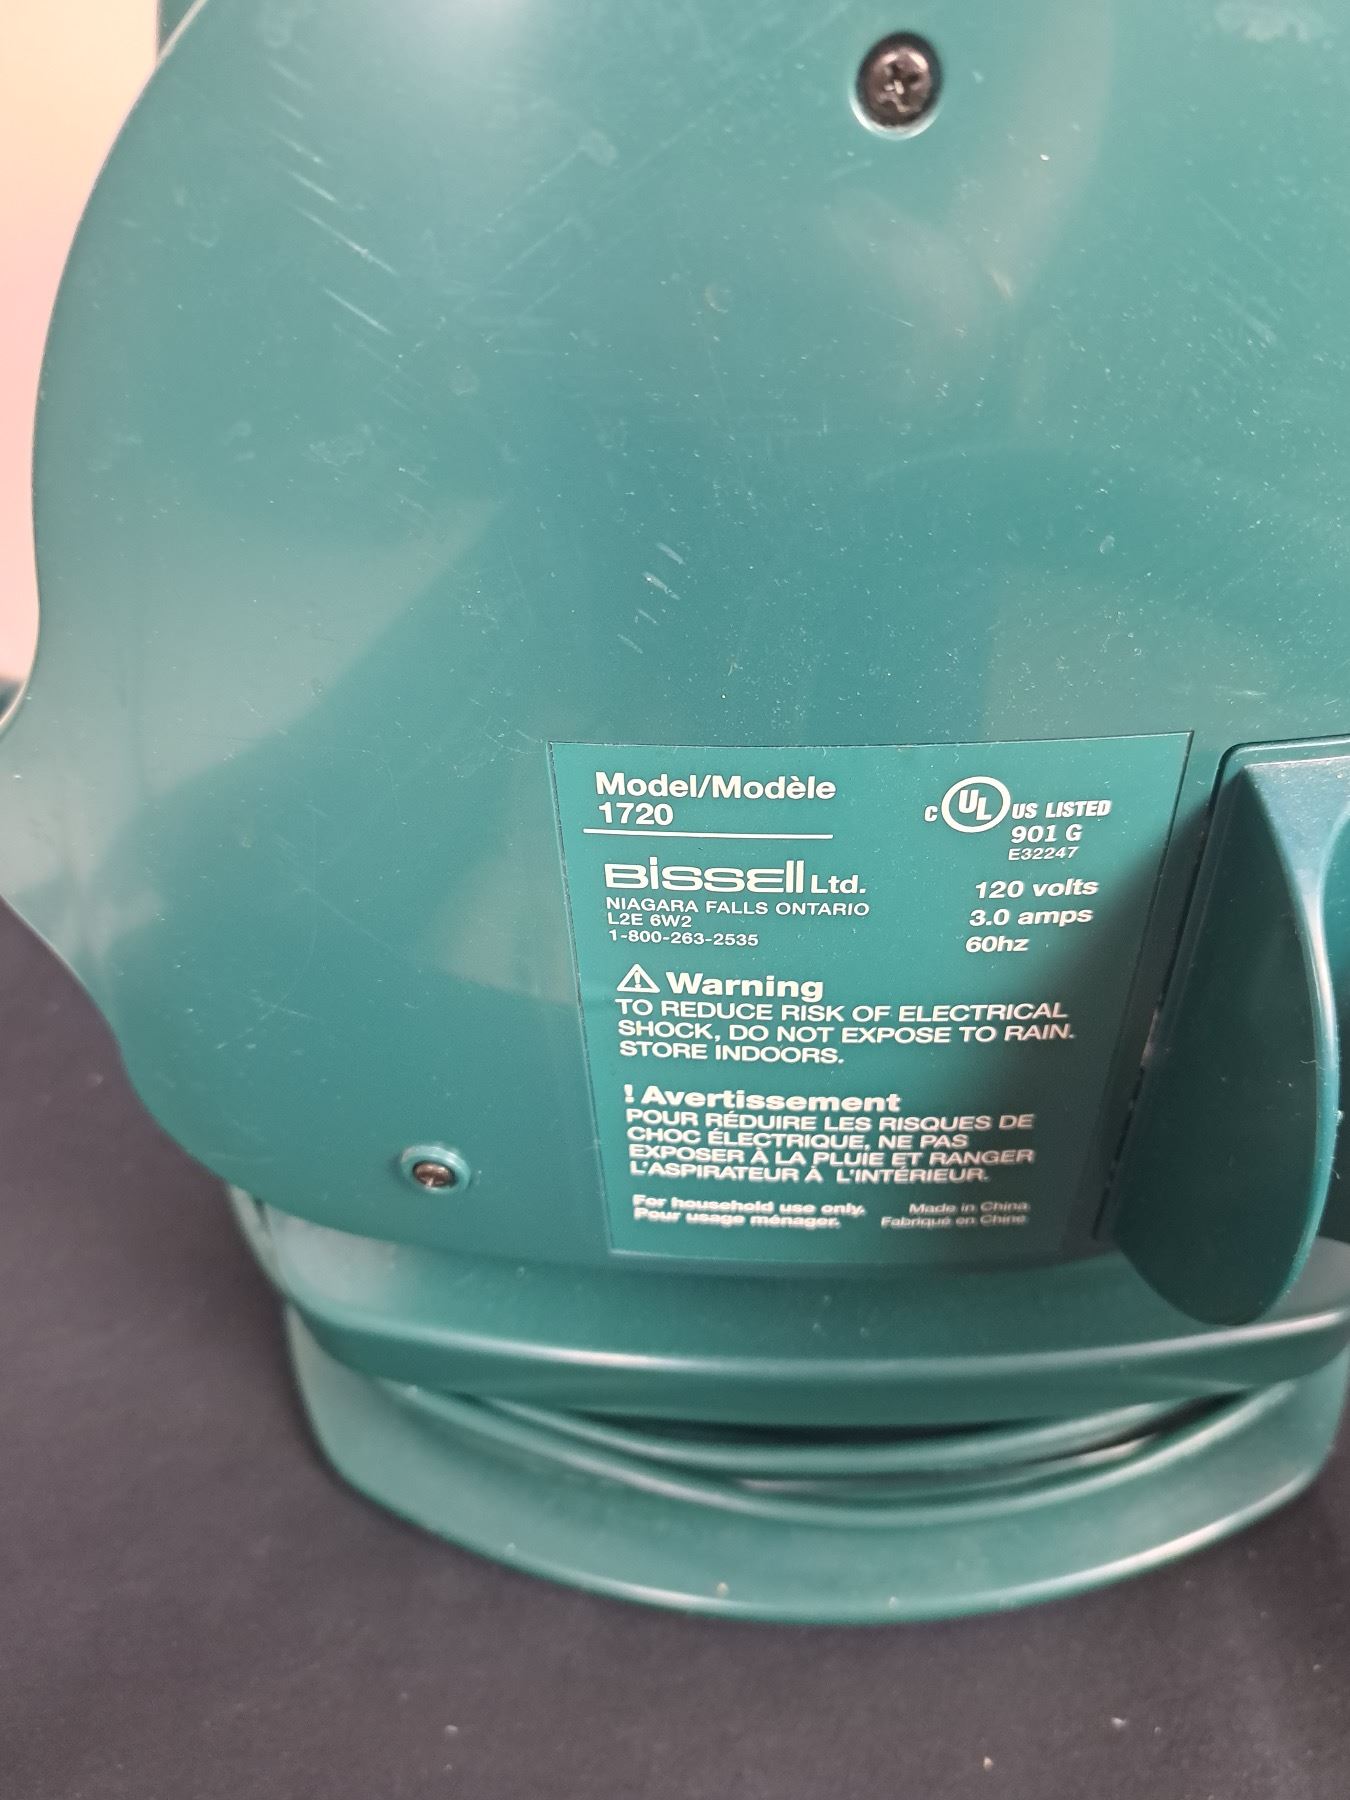 Model/Modèle
1720
C UL US LISTED
901 G
E32247
BISSEll Ltd.
NIAGARA FALLS ONTARIO
L2E 6W2
1-800-263-2535
120 volts
3.0 amps
60hz
⚠ Warning
TO REDUCE RISK OF ELECTRICAL
SHOCK, DO NOT EXPOSE TO RAIN.
STORE INDOORS.
! Avertissement
POUR RÉDUIRE LES RISQUES DE
CHOC ÉLECTRIQUE, NE PAS
EXPOSER À LA PLUIE ET RANGER
L'ASPIRATEUR À L'INTÉRIEUR.
For household use only.
Pour usage ménager.
Made in China
Fabriqué en Chine